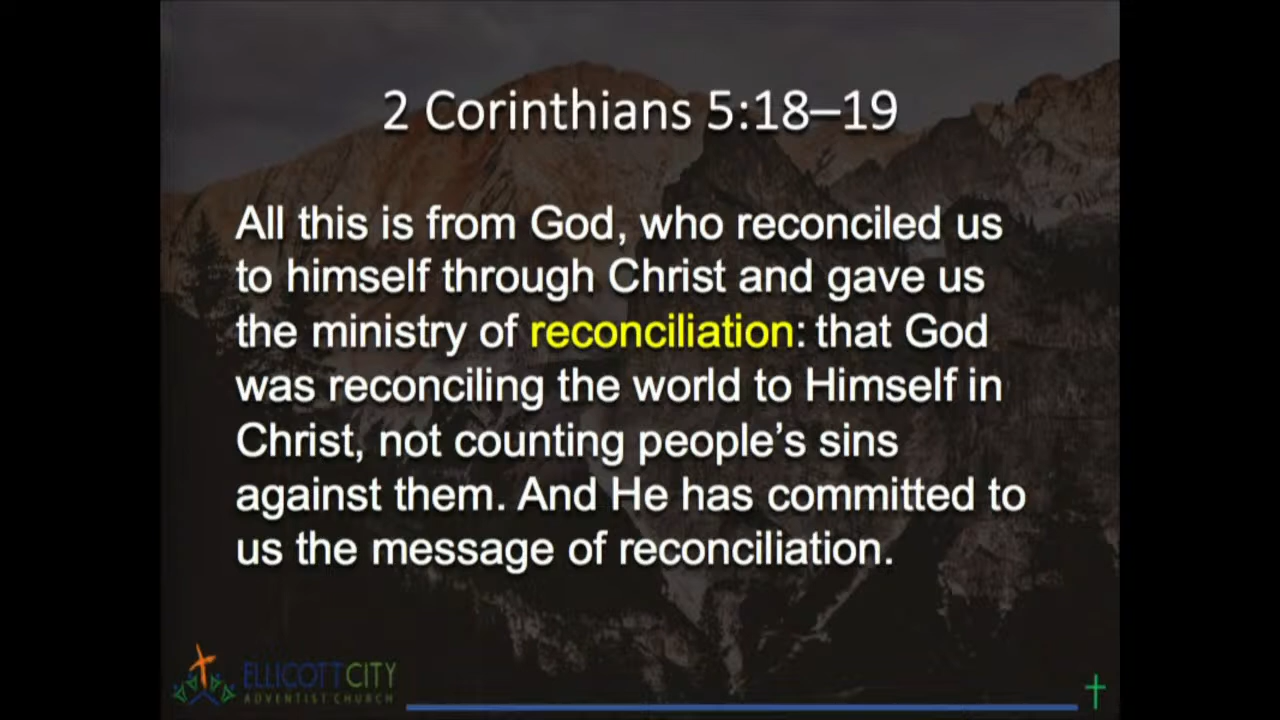 2 Corinthians 5:18–19
All this is from God, who reconciled us
to himself through Christ and gave us
the ministry of reconciliation: that God
was reconciling the world to Himself in
Christ, not counting people’s sins
against them. And He has committed to
us the message of reconciliation.
ELLICOTTCITY
ADVENTIST CHURCH